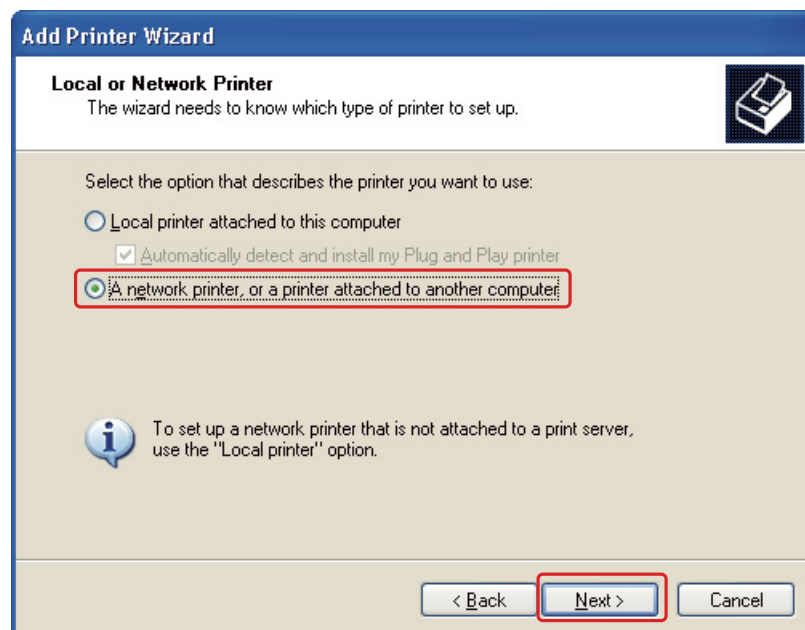 Add Printer Wizard
Local or Network Printer
The wizard needs to know which type of printer to set up.
Select the option that describes the printer you want to use:
Local printer attached to this computer
Automatically detect and install my Plug and Play printer
A network printer, or a printer attached to another computer
To set up a network printer that is not attached to a print server,
use the "Local printer" option.
< Back Next > Cancel